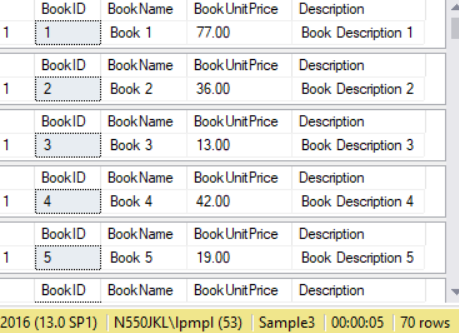 BookID BookName BookUnitPrice Description
1 1 Book 1 77.00 Book Description 1
BookID BookName BookUnitPrice Description
1 2 Book 2 36.00 Book Description 2
BookID BookName BookUnitPrice Description
1 3 Book 3 13.00 Book Description 3
BookID BookName BookUnitPrice Description
1 4 Book 4 42.00 Book Description 4
BookID BookName BookUnitPrice Description
1 5 Book 5 19.00 Book Description 5
BookID BookName BookUnitPrice Description
2016 (13.0 SP1) N550JKL\lpmpl (53) Sample3 00:00:05 70 rows